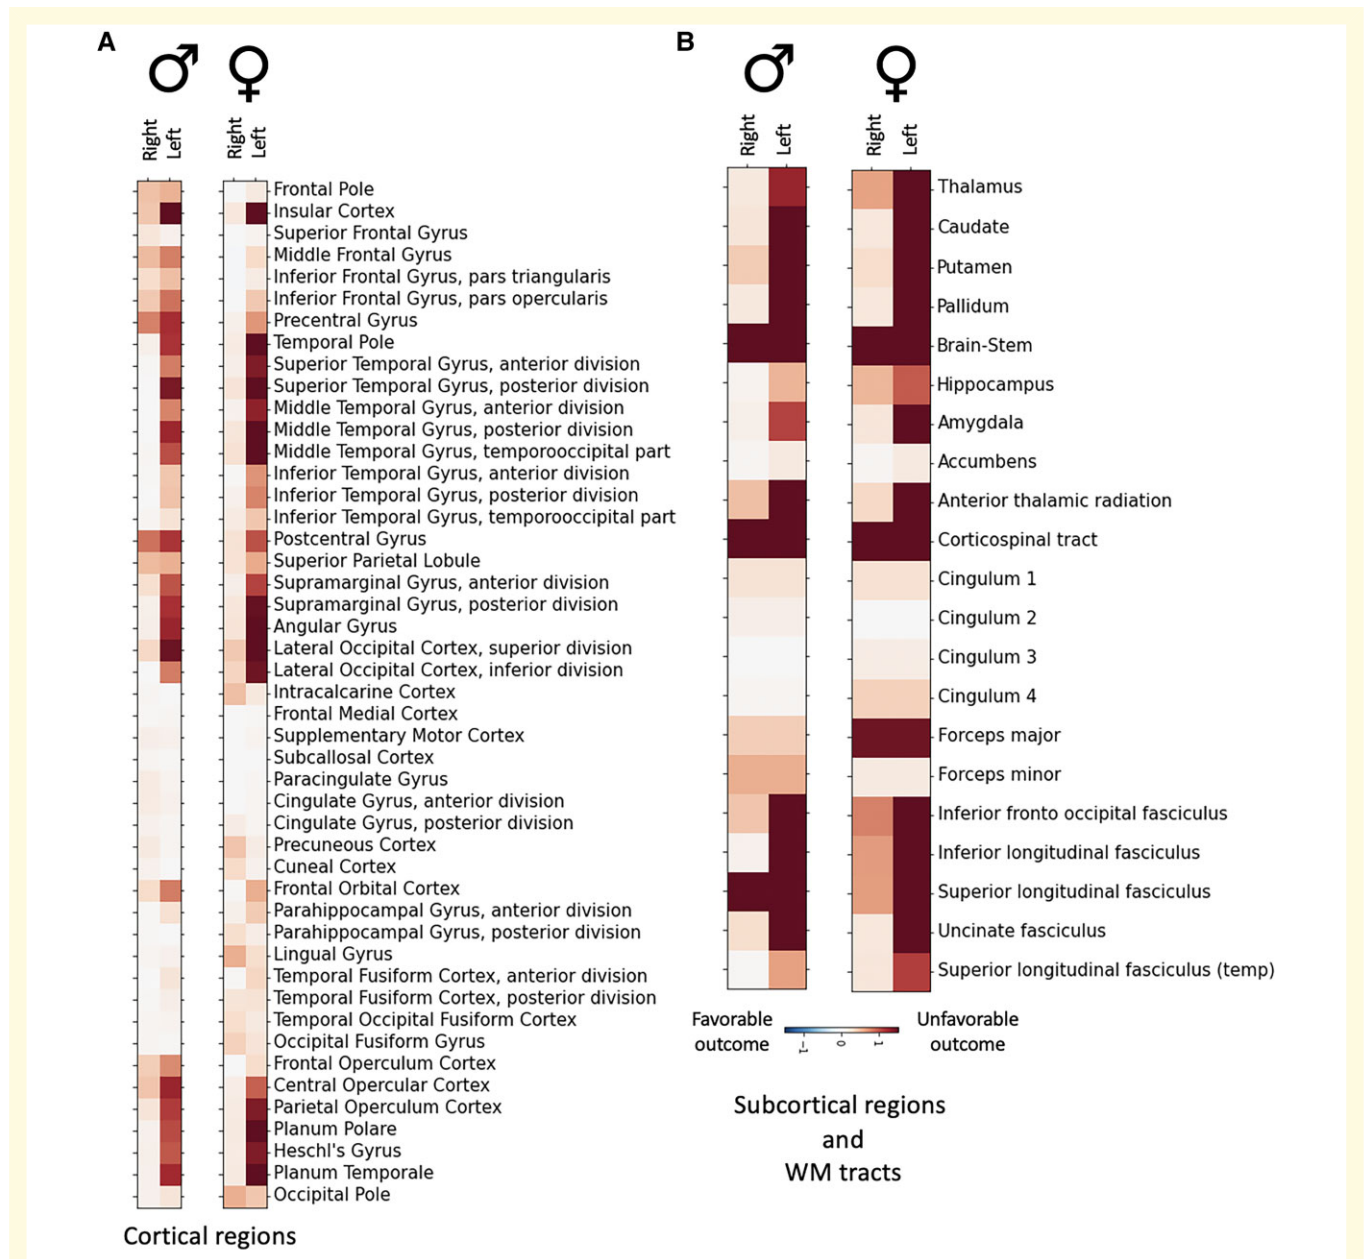 A
B
♂
♀
♂
♀
Right
Left
Right
Left
Right
Left
Right
Left
Frontal Pole
Insular Cortex
Superior Frontal Gyrus
Middle Frontal Gyrus
Inferior Frontal Gyrus, pars triangularis
Inferior Frontal Gyrus, pars opercularis
Precentral Gyrus
Temporal Pole
Superior Temporal Gyrus, anterior division
Superior Temporal Gyrus, posterior division
Middle Temporal Gyrus, anterior division
Middle Temporal Gyrus, posterior division
Middle Temporal Gyrus, temporooccipital part
Inferior Temporal Gyrus, anterior division
Inferior Temporal Gyrus, posterior division
Inferior Temporal Gyrus, temporooccipital part
Postcentral Gyrus
Superior Parietal Lobule
Supramarginal Gyrus, anterior division
Supramarginal Gyrus, posterior division
Angular Gyrus
Lateral Occipital Cortex, superior division
Lateral Occipital Cortex, inferior division
Intracalcarine Cortex
Frontal Medial Cortex
Supplementary Motor Cortex
Subcallosal Cortex
Paracingulate Gyrus
Cingulate Gyrus, anterior division
Cingulate Gyrus, posterior division
Precuneous Cortex
Cuneal Cortex
Frontal Orbital Cortex
Parahippocampal Gyrus, anterior division
Parahippocampal Gyrus, posterior division
Lingual Gyrus
Temporal Fusiform Cortex, anterior division
Temporal Fusiform Cortex, posterior division
Temporal Occipital Fusiform Cortex
Occipital Fusiform Gyrus
Frontal Operculum Cortex
Central Opercular Cortex
Parietal Operculum Cortex
Planum Polare
Heschl's Gyrus
Planum Temporale
Occipital Pole
Cortical regions
Thalamus
Caudate
Putamen
Pallidum
Brain-Stem
Hippocampus
Amygdala
Accumbens
Anterior thalamic radiation
Corticospinal tract
Cingulum 1
Cingulum 2
Cingulum 3
Cingulum 4
Forceps major
Forceps minor
Inferior fronto occipital fasciculus
Inferior longitudinal fasciculus
Superior longitudinal fasciculus
Uncinate fasciculus
Superior longitudinal fasciculus (temp)
Favorable
outcome
−1
0
1
Unfavorable
outcome
Subcortical regions
and
WM tracts